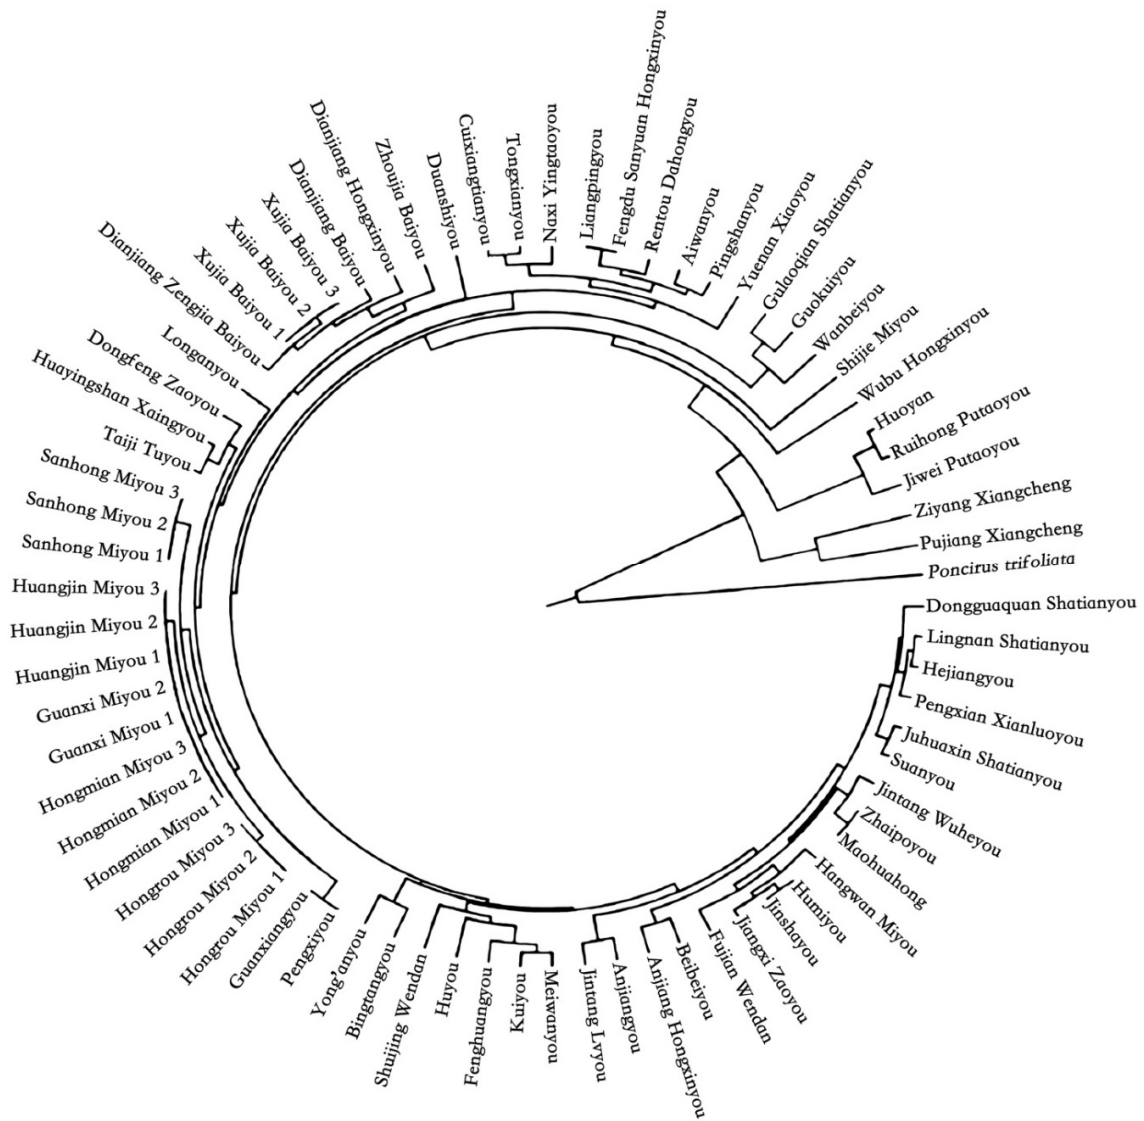 Dianjiang Zengjia Baiyou
Xujia Baiyou 1
Xujia Baiyou 2
Xujia Baiyou 3
Dianjiang Baiyou
Dianjiang Hongxinyou
Zhoujia Baiyou
Duanshiyou
Cuixiangtianyou
Tongxianyou
Naxi Yingtaoyou
Liangpingyou
Fengdu Sanyuan Hongxinyou
Rentou Dahongyou
Aiwanyou
Pingshanyou
Yuenan Xiaoyou
Gulaoqian Shatianyou
Guokuiyou
Wanbeiyou
Shijie Miyou
Wubu Hongxinyou
Huoyan
Ruihong Putaoyou
Jiwei Putaoyou
Ziyang Xiangcheng
Pujiang Xiangcheng
Poncirus trifoliata
Dongguaquan Shatianyou
Lingnan Shatianyou
Hejiangyou
Pengxian Xianluoyou
Juhuaxin Shatianyou
Suanyou
Jintang Wuheyou
Zhaipoyou
Maohuahong
Hangwan Miyou
Humiyou
Jinshayou
Jiangxi Zaoyou
Fujian Wendan
Beibeiyou
Anjiang Hongxinyou
Anjiangyou
Jintang Lvyou
Meiwanyou
Kuiyou
Fenghuangyou
Huyou
Shuijing Wendan
Bingtangyou
Yong'anyou
Pengxiyou
Guanxiangyou
Hongrou Miyou 1
Hongrou Miyou 2
Hongrou Miyou 3
Hongmian Miyou 1
Hongmian Miyou 2
Hongmian Miyou 3
Guanxi Miyou 1
Guanxi Miyou 2
Huangjin Miyou 1
Huangjin Miyou 2
Huangjin Miyou 3
Sanhong Miyou 1
Sanhong Miyou 2
Sanhong Miyou 3
Taiji Tuyou
Huayingshan Xaingyou
Dongfeng Zaoyou
Longanyou